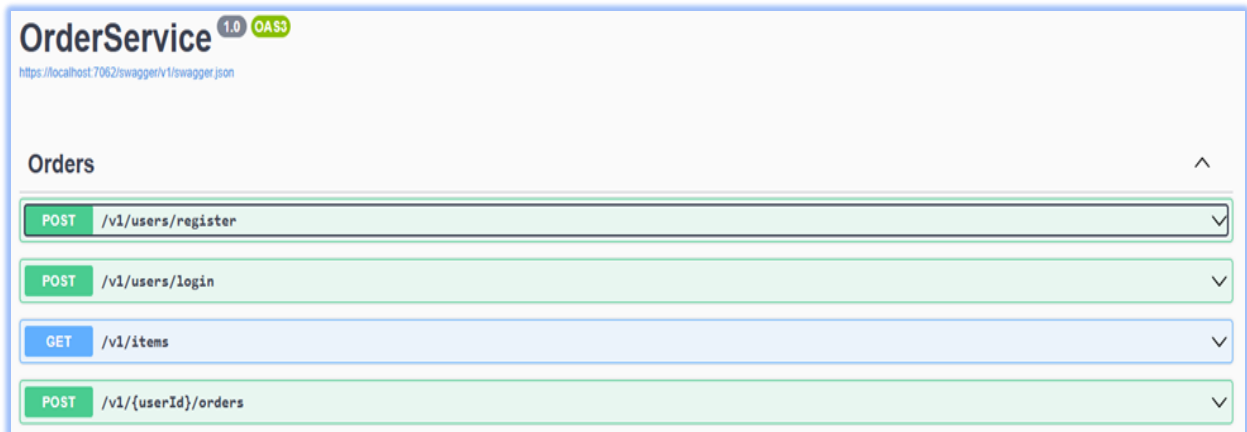 OrderService 1.0 OAS3
https://localhost:7062/swagger/v1/swagger.json
Orders
POST /v1/users/register
POST /v1/users/login
GET /v1/items
POST /v1/{userId}/orders